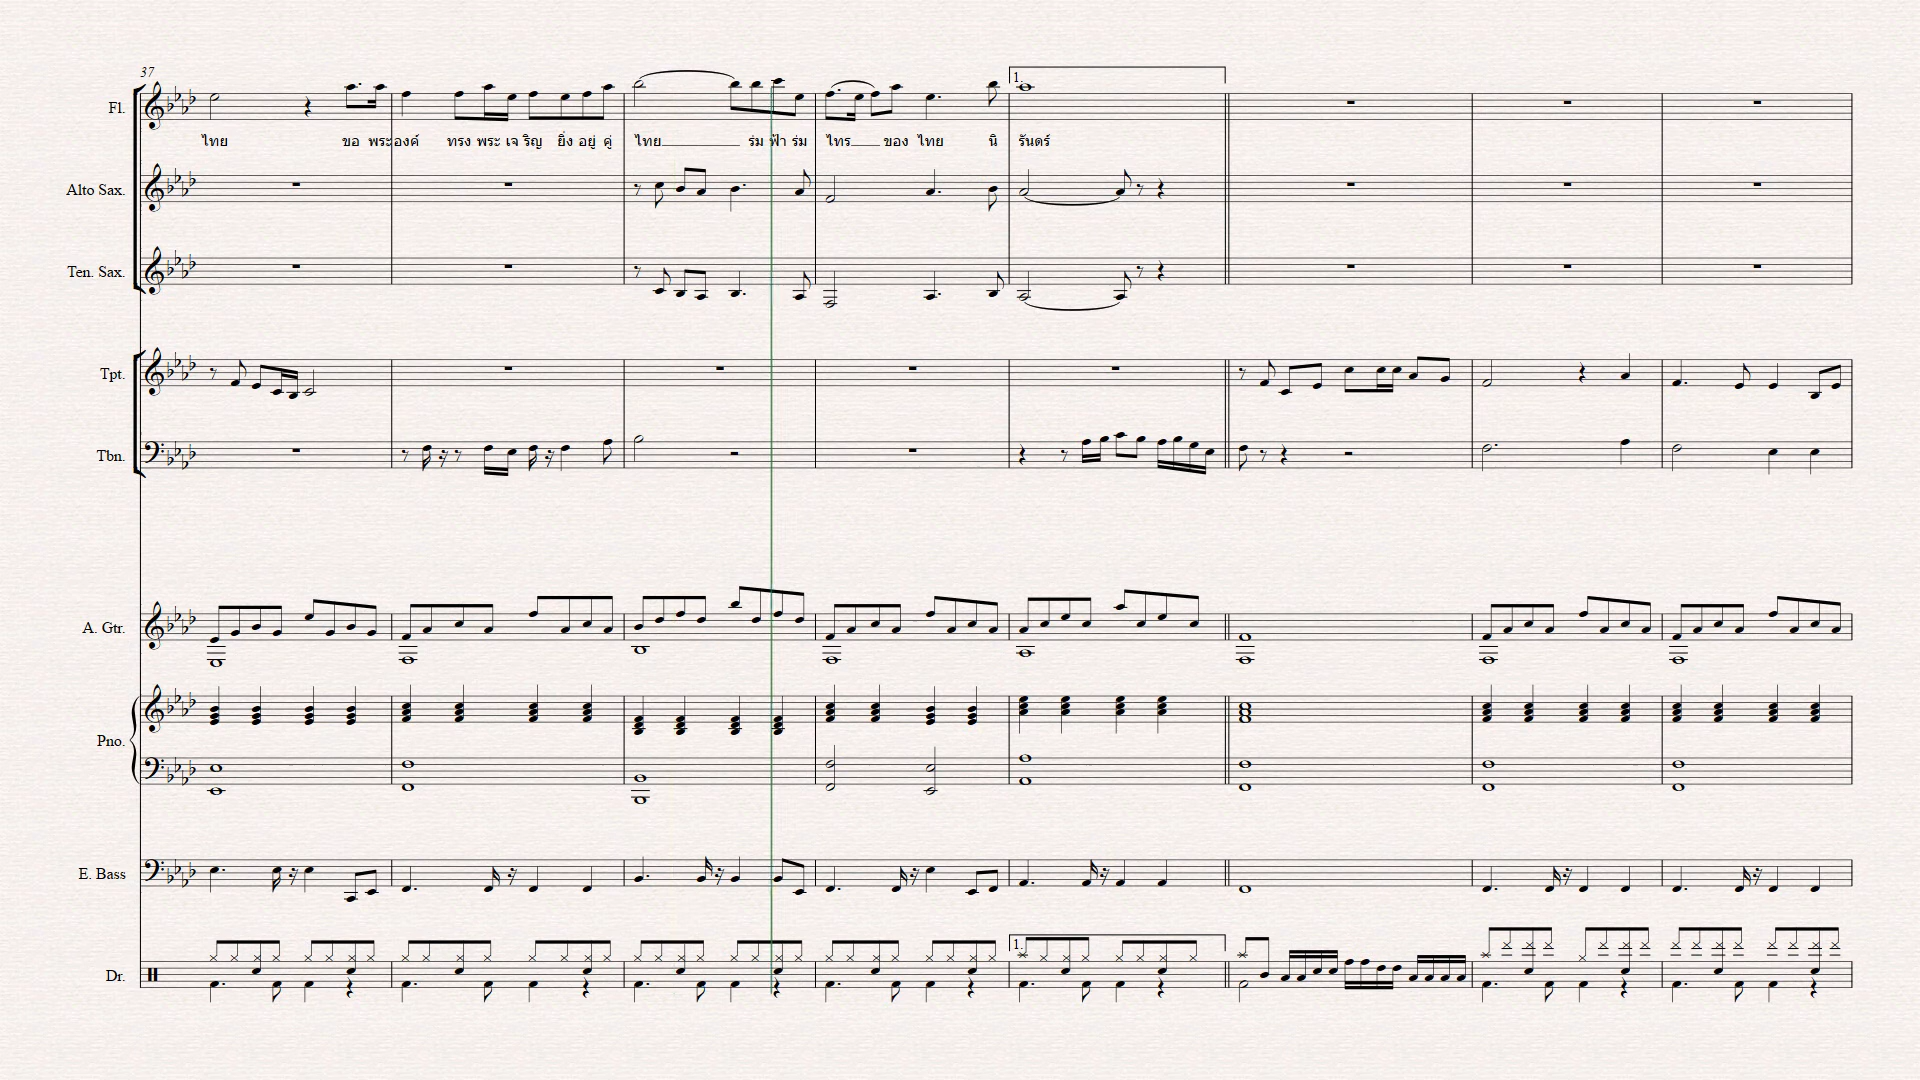 37
1.
Fl.
ไทย ขอ พระ องค์ ทรง พระ เจ ริญ ยิ่ง อยู่ คู่ ไทย ร่ม ฟ้า ร่ม ไทร ของ ไทย นิ รันดร์
Alto Sax.
Ten. Sax.
Tpt.
Tbn.
A. Gtr.
Pno.
E. Bass
1.
Dr.